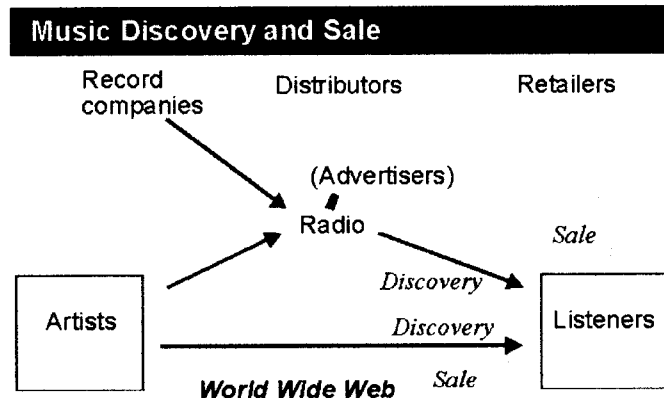 Music Discovery and Sale
Record
companies
Distributors
Retailers
(Advertisers)
Radio
Sale
Discovery
Artists
Discovery
Listeners
World Wide Web
Sale